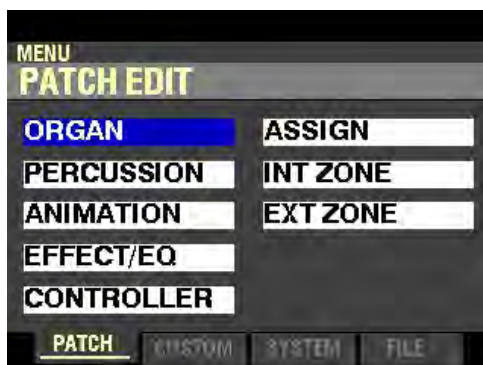 MENU
PATCH EDIT
ORGAN
PERCUSSION
ANIMATION
EFFECT/EQ
CONTROLLER
ASSIGN
INT ZONE
EXT ZONE
PATCH CUSTOM SYSTEM FILE